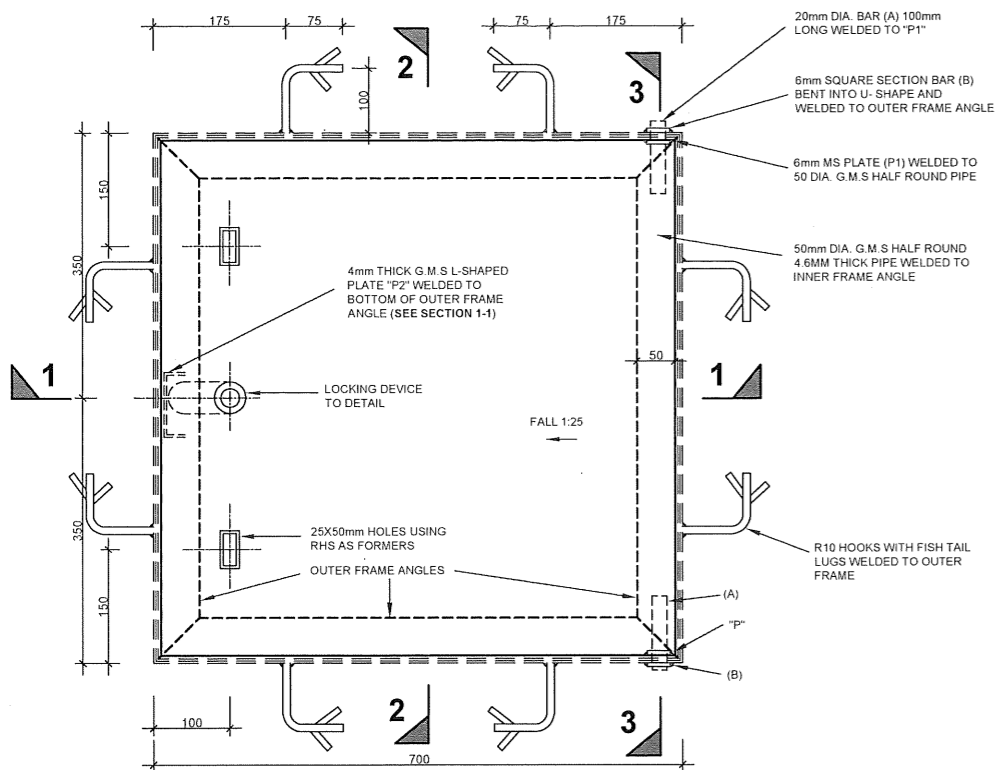 175
75
75
175
20mm DIA. BAR (A) 100mm
LONG WELDED TO "P1"
2
3
6mm SQUARE SECTION BAR (B)
BENT INTO U- SHAPE AND
WELDED TO OUTER FRAME ANGLE
100
6mm MS PLATE (P1) WELDED TO
50 DIA. G.M.S HALF ROUND PIPE
150
350
50mm DIA. G.M.S HALF ROUND
4.6MM THICK PIPE WELDED TO
INNER FRAME ANGLE
4mm THICK G.M.S L-SHAPED
PLATE "P2" WELDED TO
BOTTOM OF OUTER FRAME
ANGLE (SEE SECTION 1-1)
50
1
1
LOCKING DEVICE
TO DETAIL
FALL 1:25
25X50mm HOLES USING
RHS AS FORMERS
OUTER FRAME ANGLES
R10 HOOKS WITH FISH TAIL
LUGS WELDED TO OUTER
FRAME
350
150
(A)
"P"
(B)
100
2
3
700